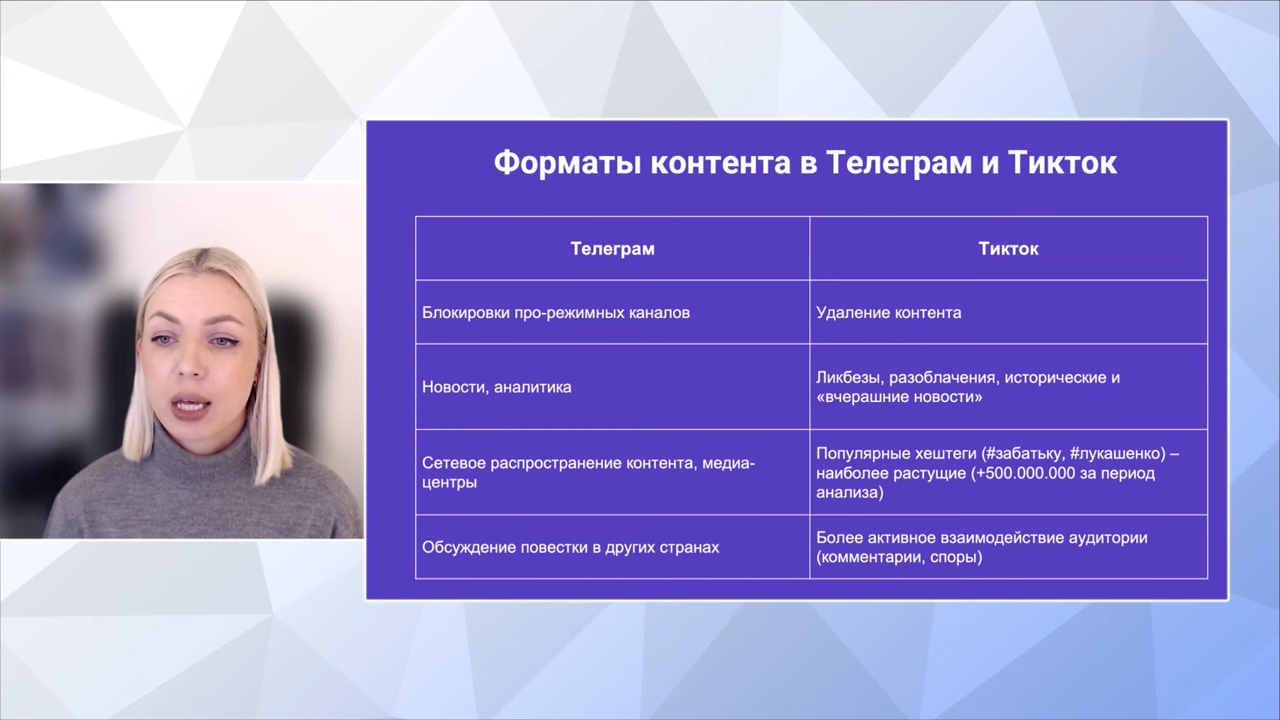 Форматы контента в Телеграм и Тикток
Телеграм
Тикток
Блокировки про-режимных каналов
Удаление контента
Новости, аналитика
Ликбезы, разоблачения, исторические и
«вчерашние новости»
Сетевое распространение контента, медиа-
центры
Популярные хештеги (#забатьку, #лукашенко) –
наиболее растущие (+500.000.000 за период
анализа)
Обсуждение повестки в других странах
Более активное взаимодействие аудитории
(комментарии, споры)